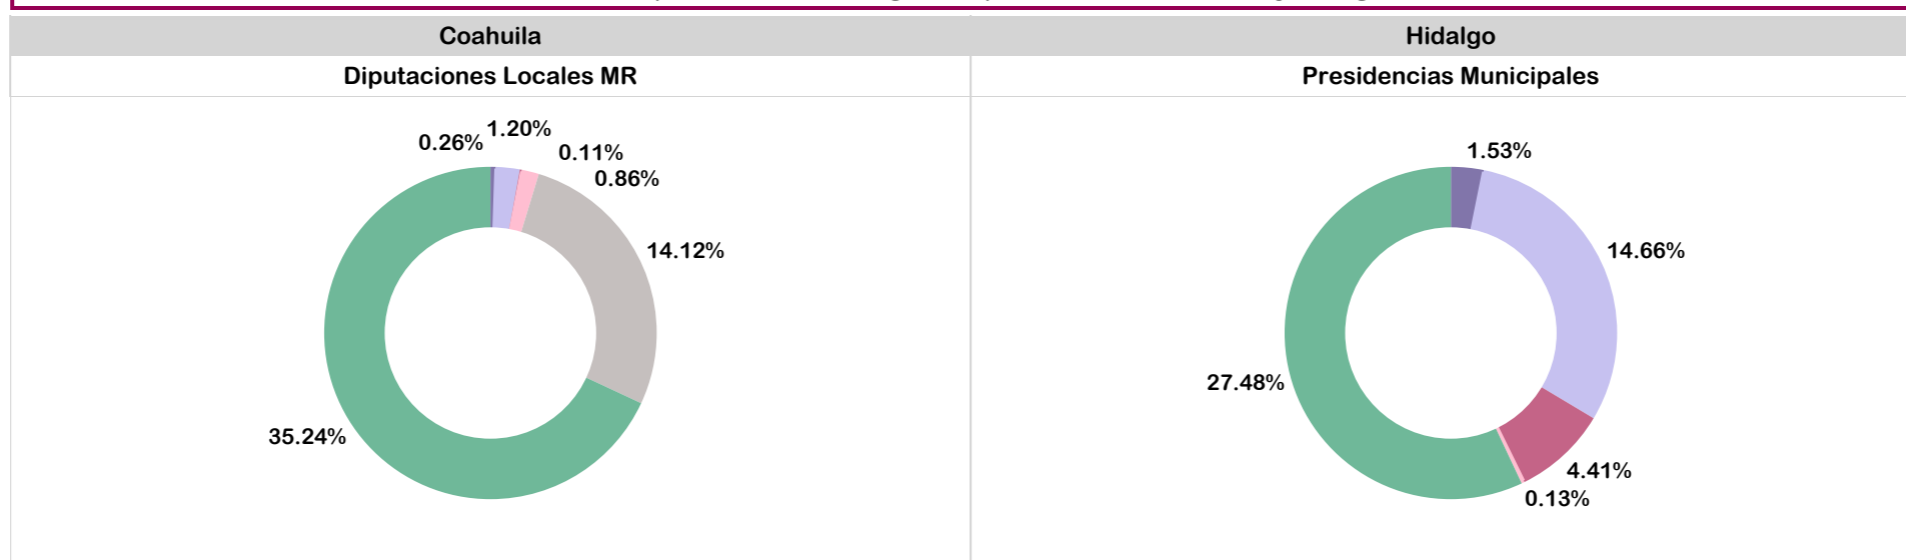 Coahuila
Hidalgo
Diputaciones Locales MR
Presidencias Municipales
0.26%
1.20%
0.11%
0.86%
14.12%
35.24%
1.53%
14.66%
27.48%
4.41%
0.13%